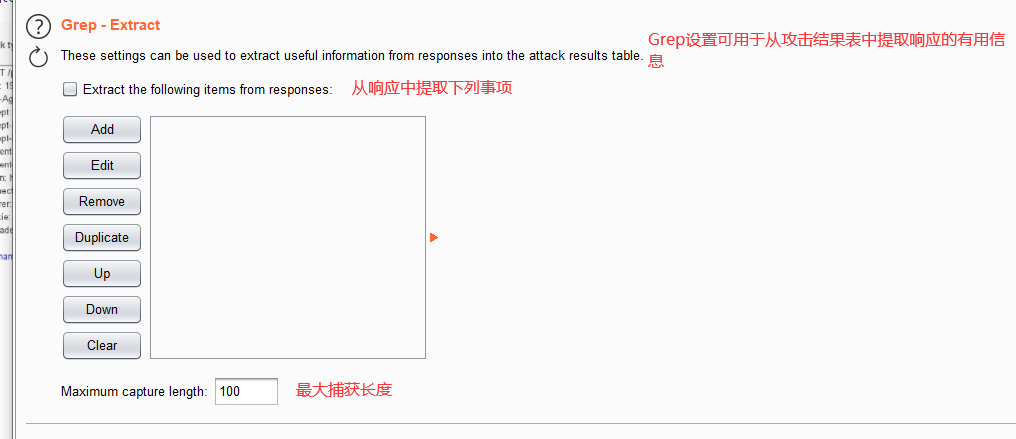 Grep - Extract
These settings can be used to extract useful information from responses into the attack results table.
Grep设置可用于从攻击结果表中提取响应的有用信
息
Extract the following items from responses:
从响应中提取下列事项
Add
Edit
Remove
Duplicate
Up
Down
Clear
Maximum capture length:
100
最大捕获长度